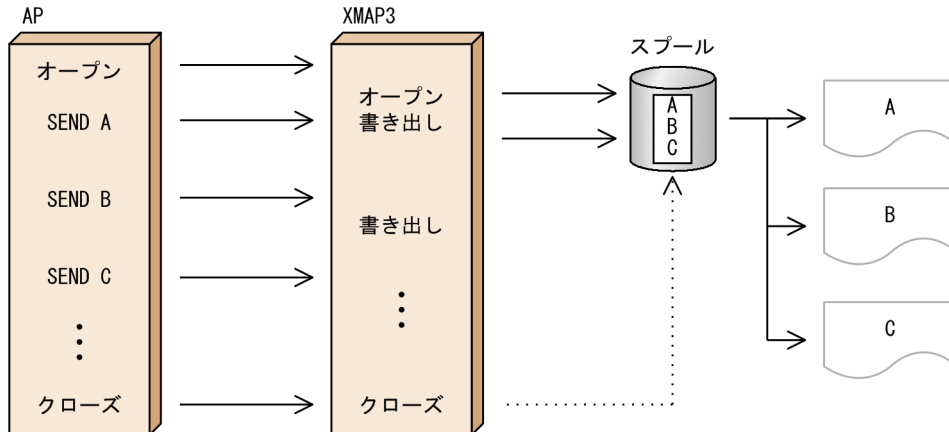 AP
オープン
SEND A
SEND B
SEND C
クローズ
XMAP3
オープン
書き出し
書き出し
クローズ
スプール
A
B
C
A
B
C